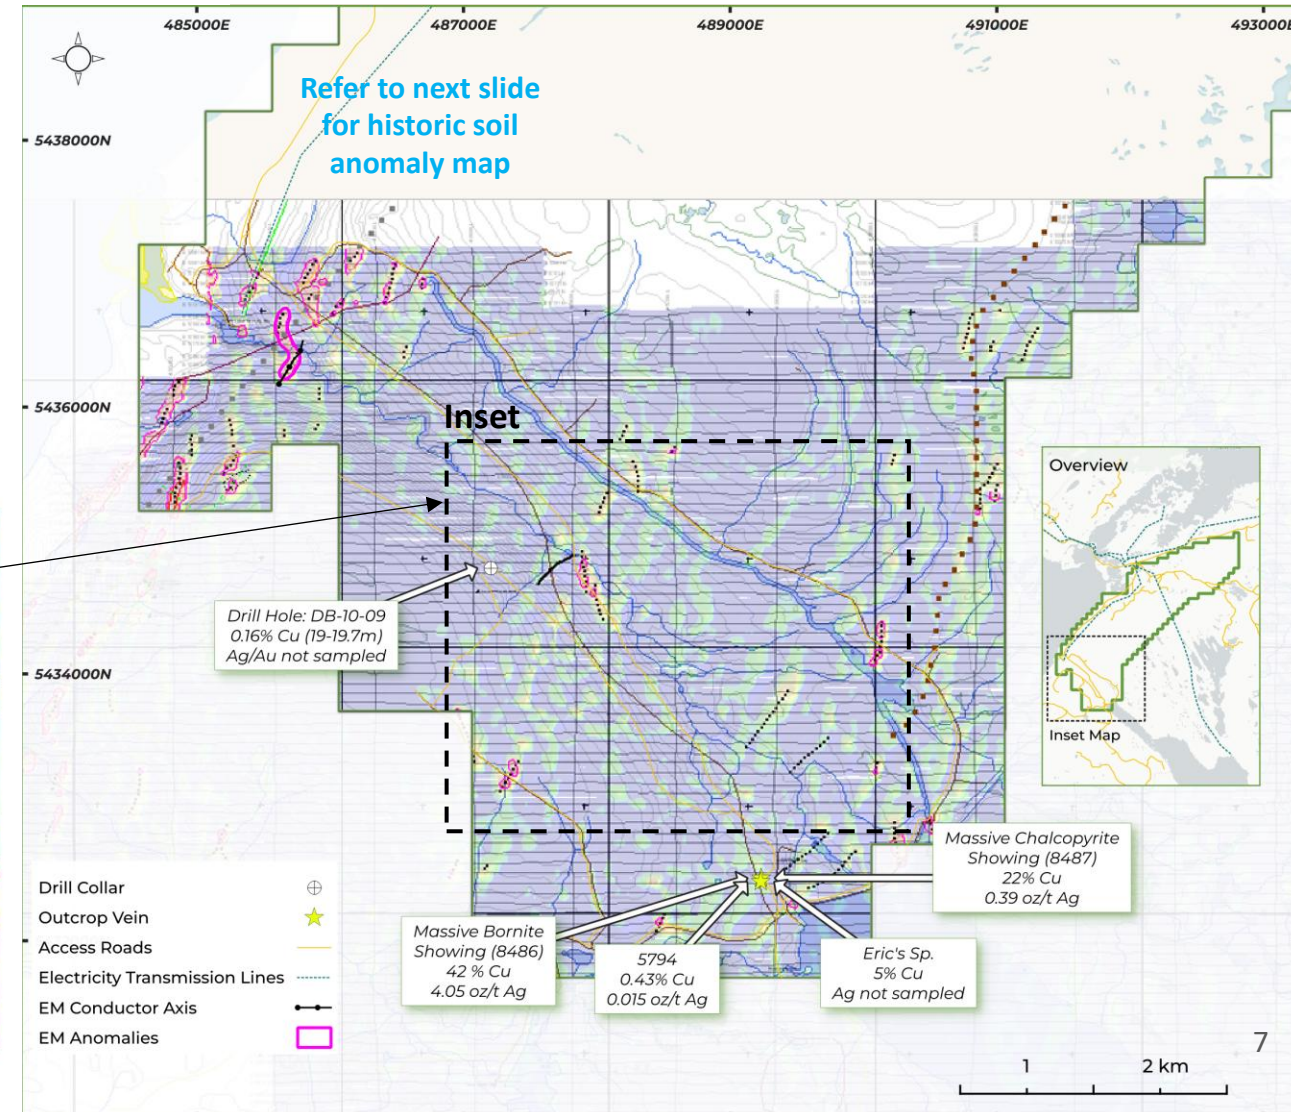 485000E
487000E
489000E
491000E
493000E
Refer to next slide
for historic soil
anomaly map
5438000N
5436000N
Inset
Overview
Inset Map
Drill Hole: DB-10-09
0.16% Cu (19-19.7m)
Ag/Au not sampled
5434000N
Massive Chalcopyrite
Showing (8487)
22% Cu
0.39 oz/t Ag
Massive Bornite
Showing (8486)
42 % Cu
4.05 oz/t Ag
5794
0.43% Cu
0.015 oz/t Ag
Eric's Sp.
5% Cu
Ag not sampled
Drill Collar
Outcrop Vein
Access Roads
Electricity Transmission Lines
EM Conductor Axis
EM Anomalies
7
1
2 km